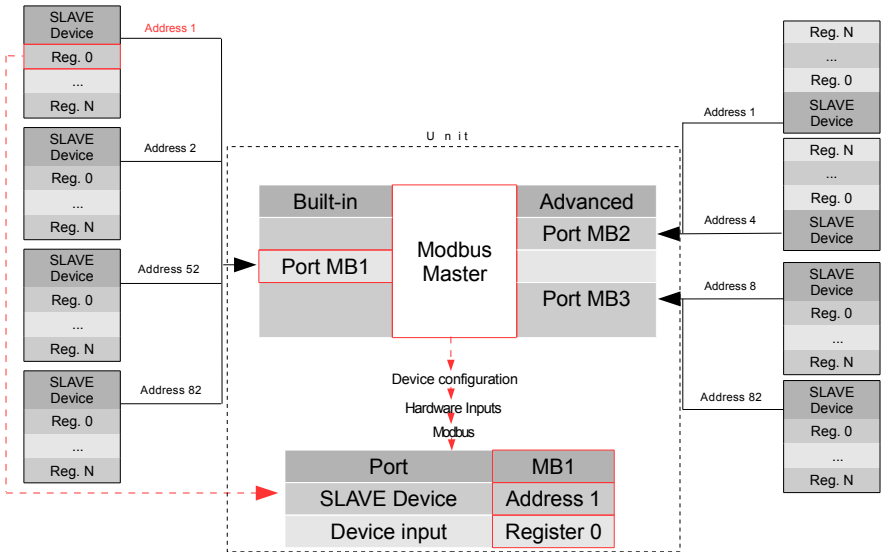 SLAVE
Device
Reg. 0
...
Reg. N
Address 1
SLAVE
Device
Reg. 0
...
Reg. N
Address 2
SLAVE
Device
Reg. 0
...
Reg. N
Address 52
SLAVE
Device
Reg. 0
...
Reg. N
Address 82
Unit
Built-in
Port MB1
Modbus
Master
Advanced
Port MB2
Port MB3
Device configuration
Hardware Inputs
Modbus
Port MB1
SLAVE Device Address 1
Device input Register 0
Reg. N
...
Reg. 0
SLAVE
Device
Address 1
Reg. N
...
Reg. 0
SLAVE
Device
Address 4
SLAVE
Device
Reg. 0
...
Reg. N
Address 8
SLAVE
Device
Reg. 0
...
Reg. N
Address 82